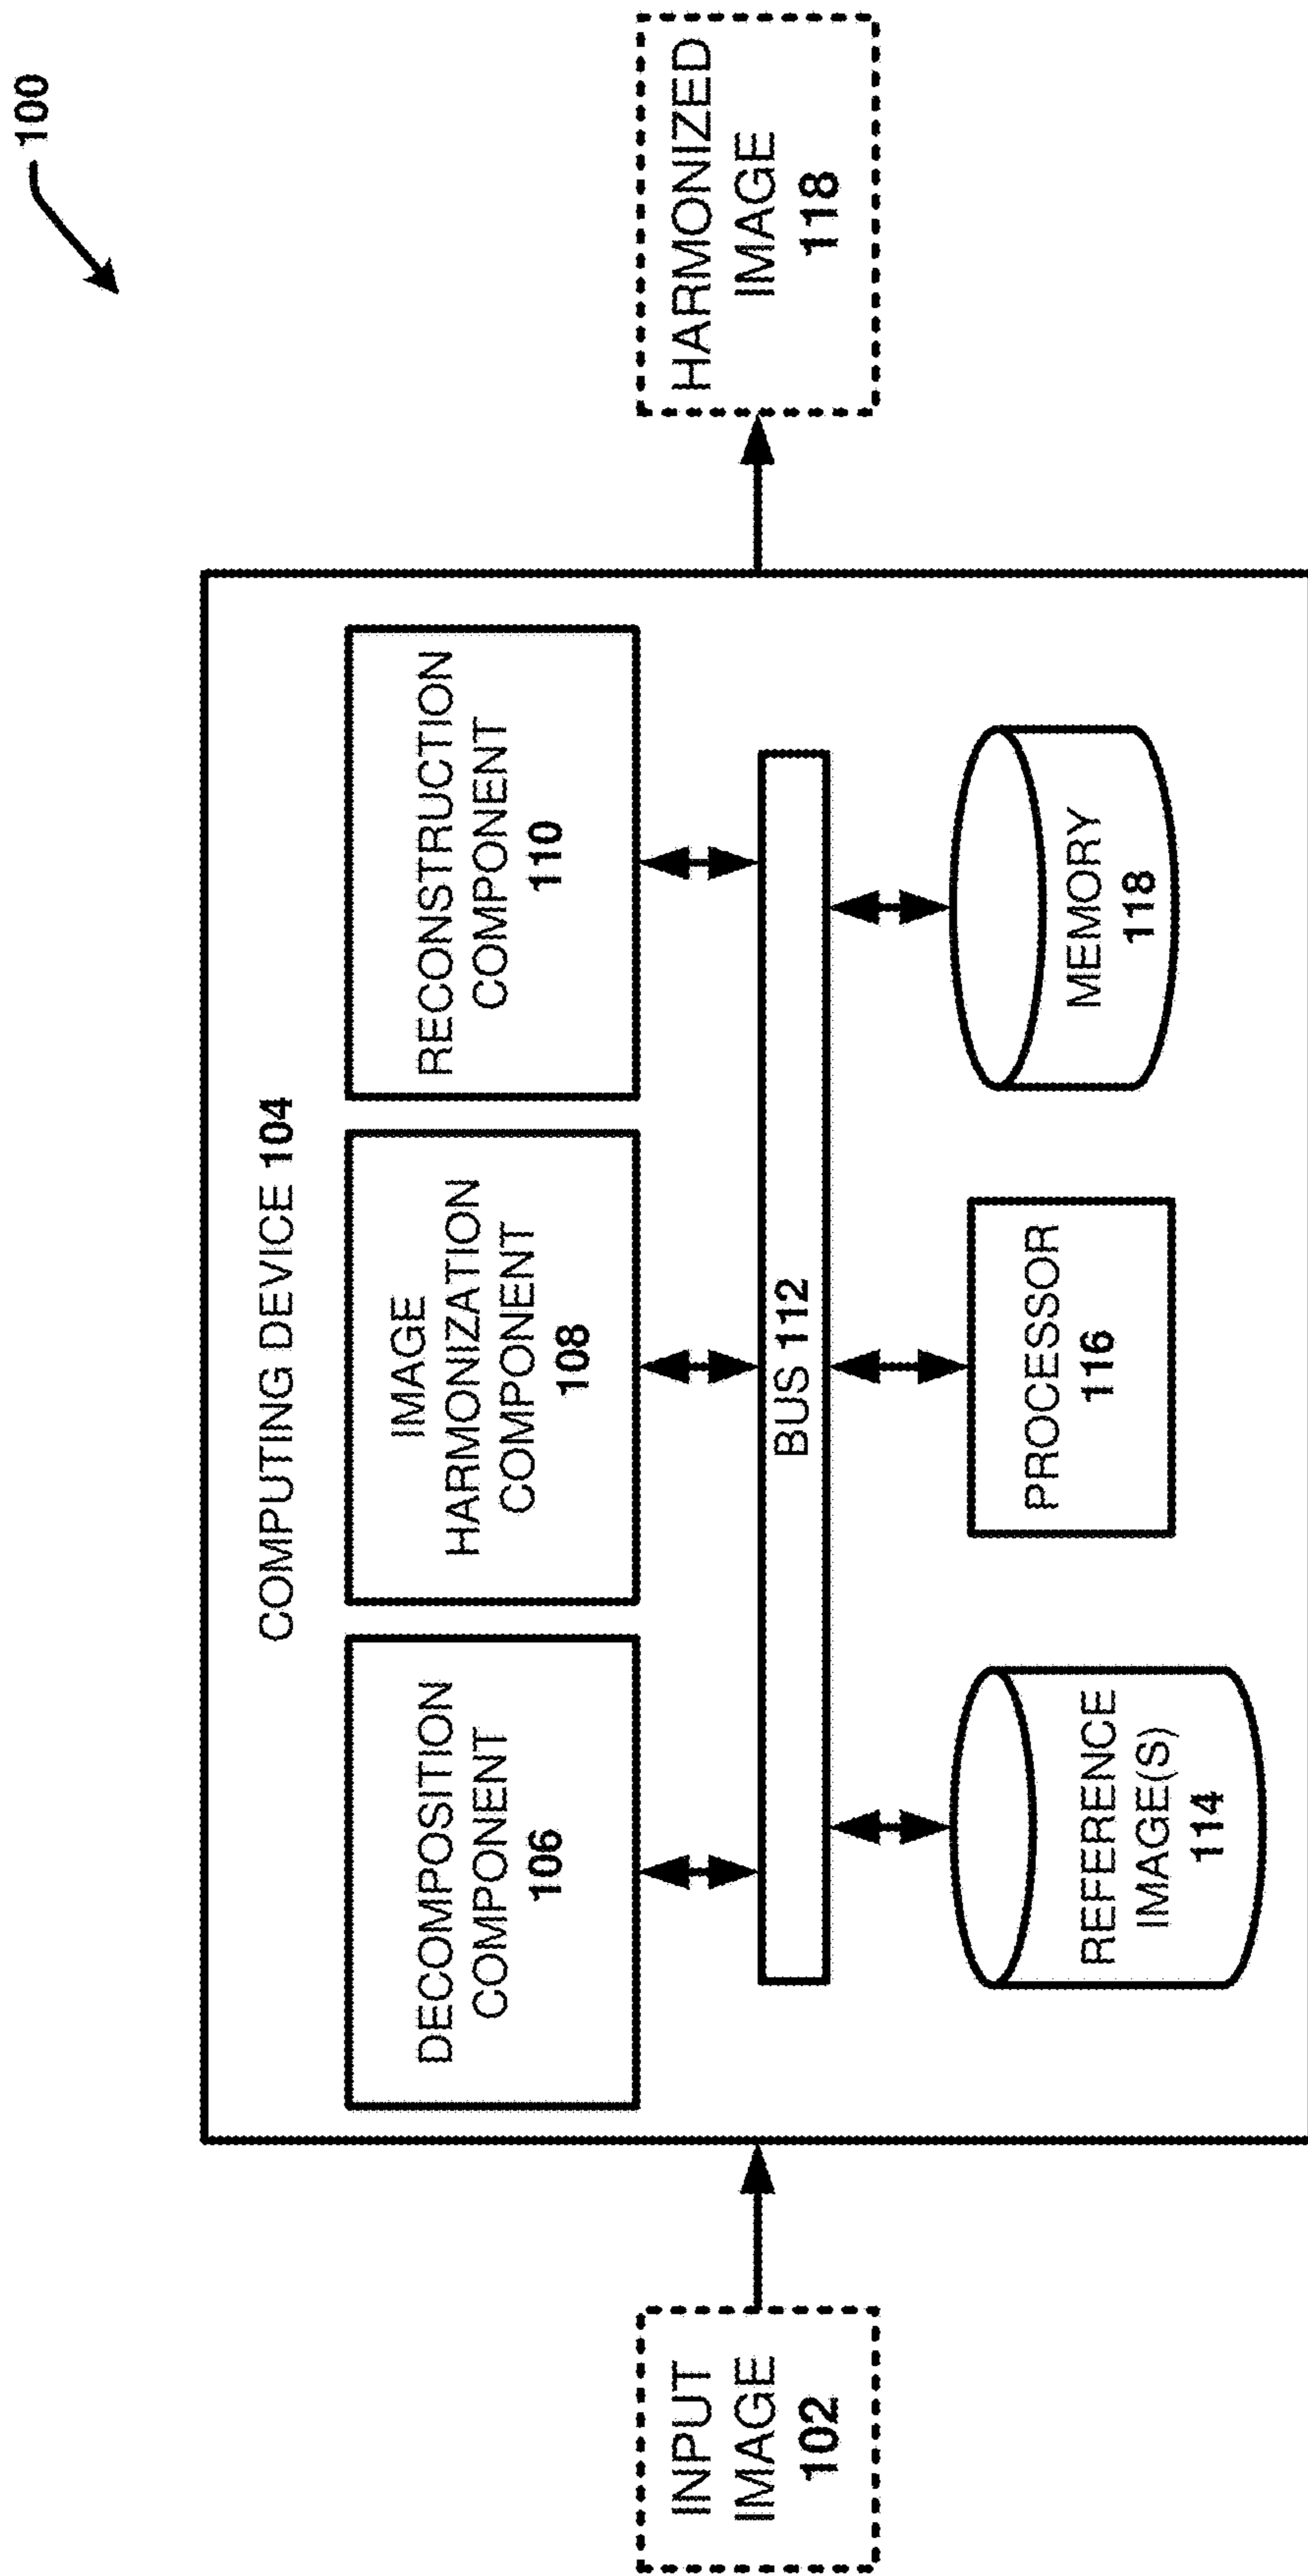 100
COMPUTING DEVICE 104
DECOMPOSITION
COMPONENT
106
IMAGE
HARMONIZATION
COMPONENT
108
RECONSTRUCTION
COMPONENT
110
INPUT
IMAGE
102
BUS 112
HARMONIZED
IMAGE
118
REFERENCE
IMAGE(S)
114
PROCESSOR
116
MEMORY
118